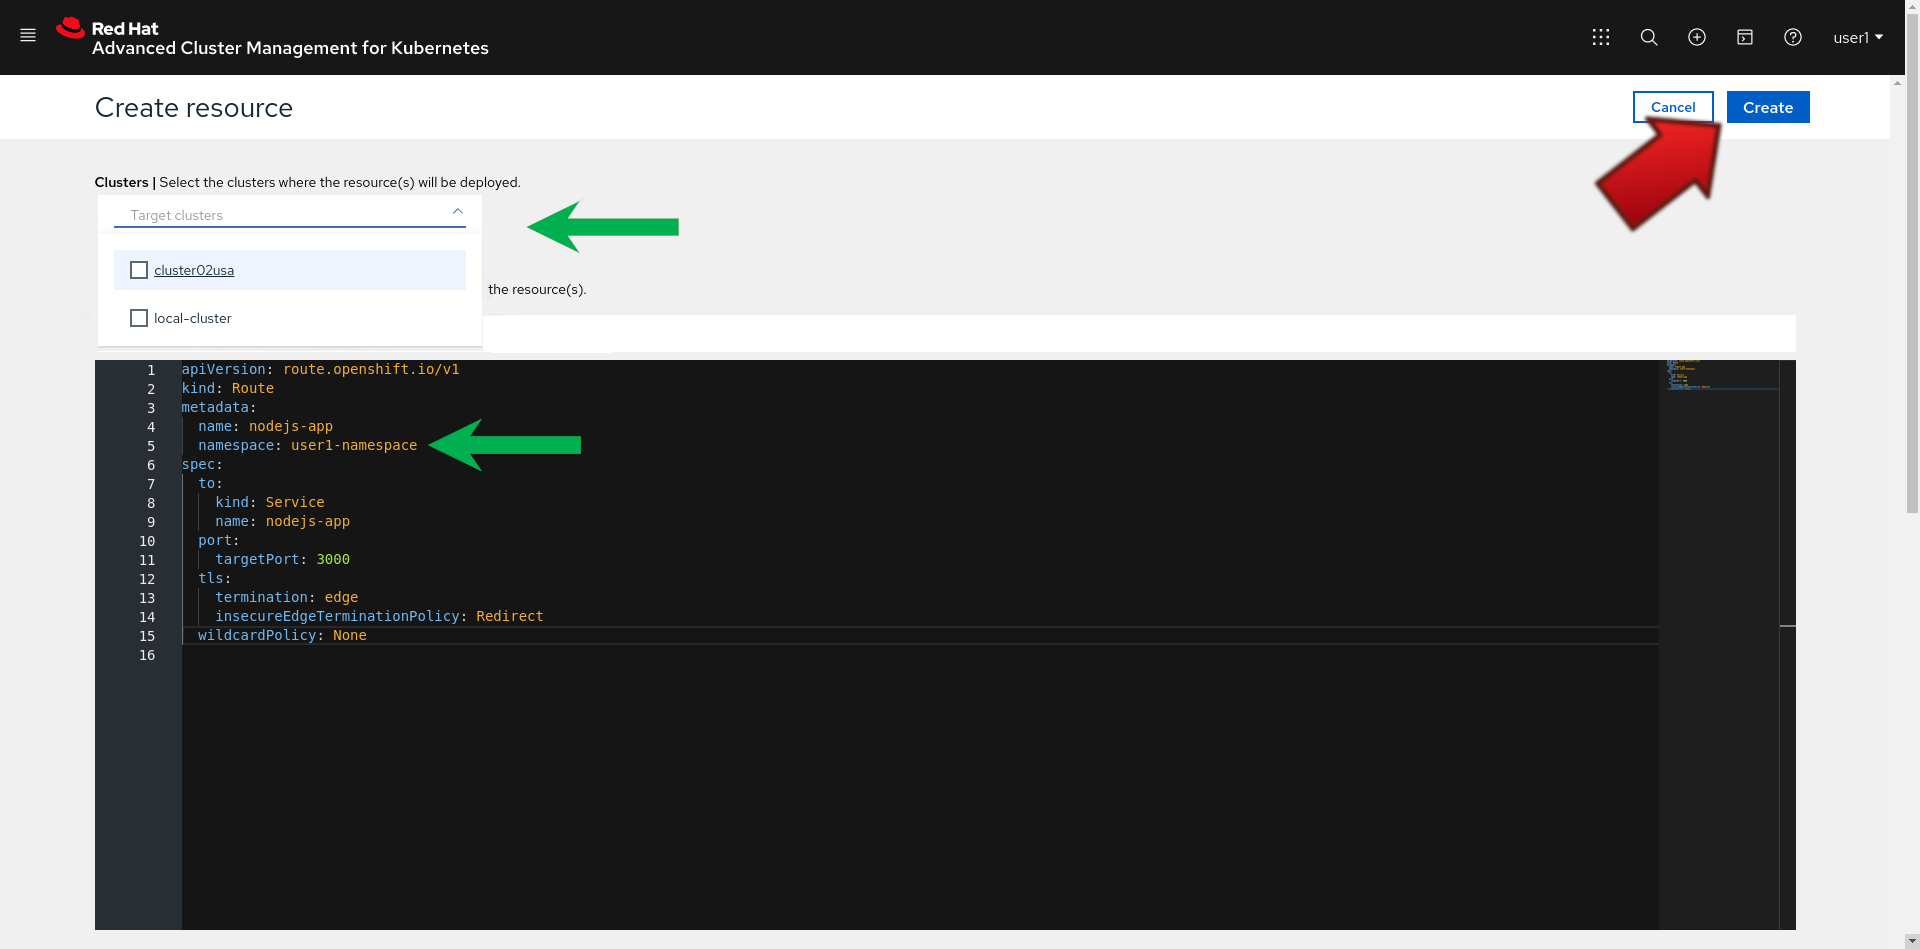 Red Hat
Advanced Cluster Management for Kubernetes
user1
Create resource
Cancel
Create
Clusters | Select the clusters where the resource(s) will be deployed.
Target clusters
cluster02usa
the resource(s).
local-cluster
1 apiVersion: route.openshift.io/v1
2 kind: Route
3 metadata:
4   name: nodejs-app
5   namespace: user1-namespace
6 spec:
7   to:
8     kind: Service
9     name: nodejs-app
10   port:
11     targetPort: 3000
12   tls:
13     termination: edge
14     insecureEdgeTerminationPolicy: Redirect
15   wildcardPolicy: None
16